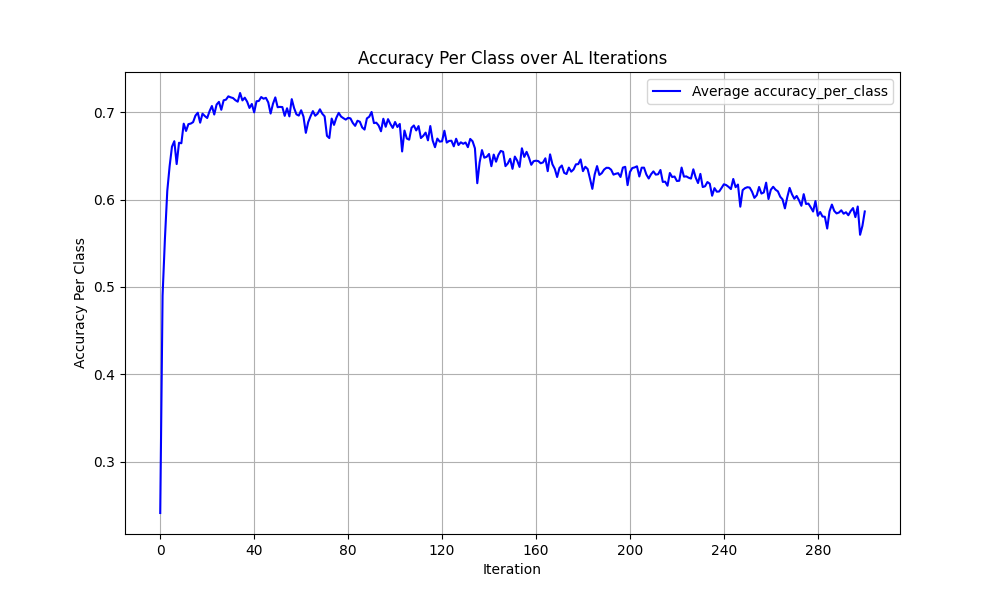 Accuracy Per Class over AL Iterations
Average accuracy_per_class
Accuracy Per Class
0.7
0.6
0.5
0.4
0.3
0 40 80 120 160 200 240 280
Iteration